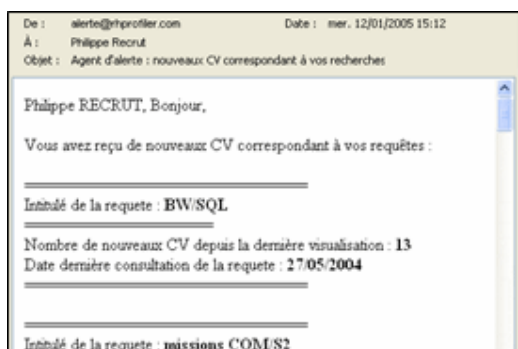 De : alerte@rhprofiler.com Date : mer. 12/01/2005 15:12
À : Philippe Recrut
Objet : Agent d'alerte : nouveaux CV correspondant à vos recherches
Philippe RECRUT, Bonjour,
Vous avez reçu de nouveaux CV correspondant à vos requêtes :
Intitulé de la requete : BW/SQL
Nombre de nouveaux CV depuis la dernière visualisation : 13
Date dernière consultation de la requete : 27/05/2004
Intitulé de la requete : missions COM/S2